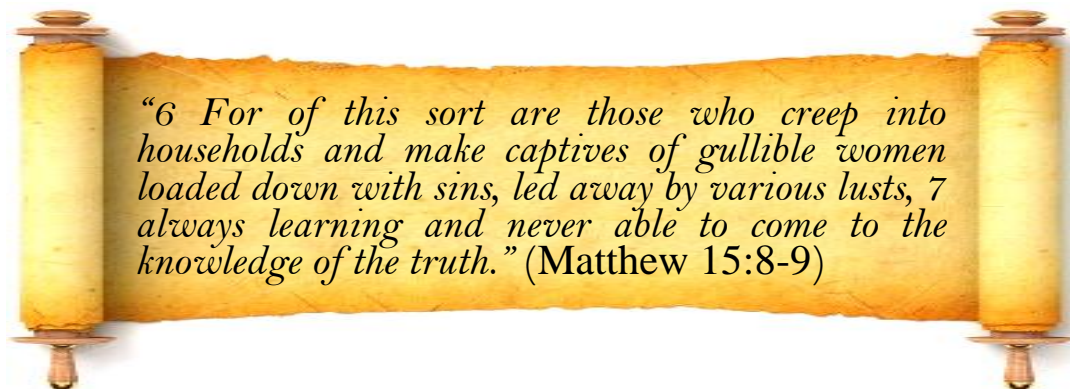 “6 For of this sort are those who creep into
households and make captives of gullible women
loaded down with sins, led away by various lusts, 7
always learning and never able to come to the
knowledge of the truth.” (Matthew 15:8-9)